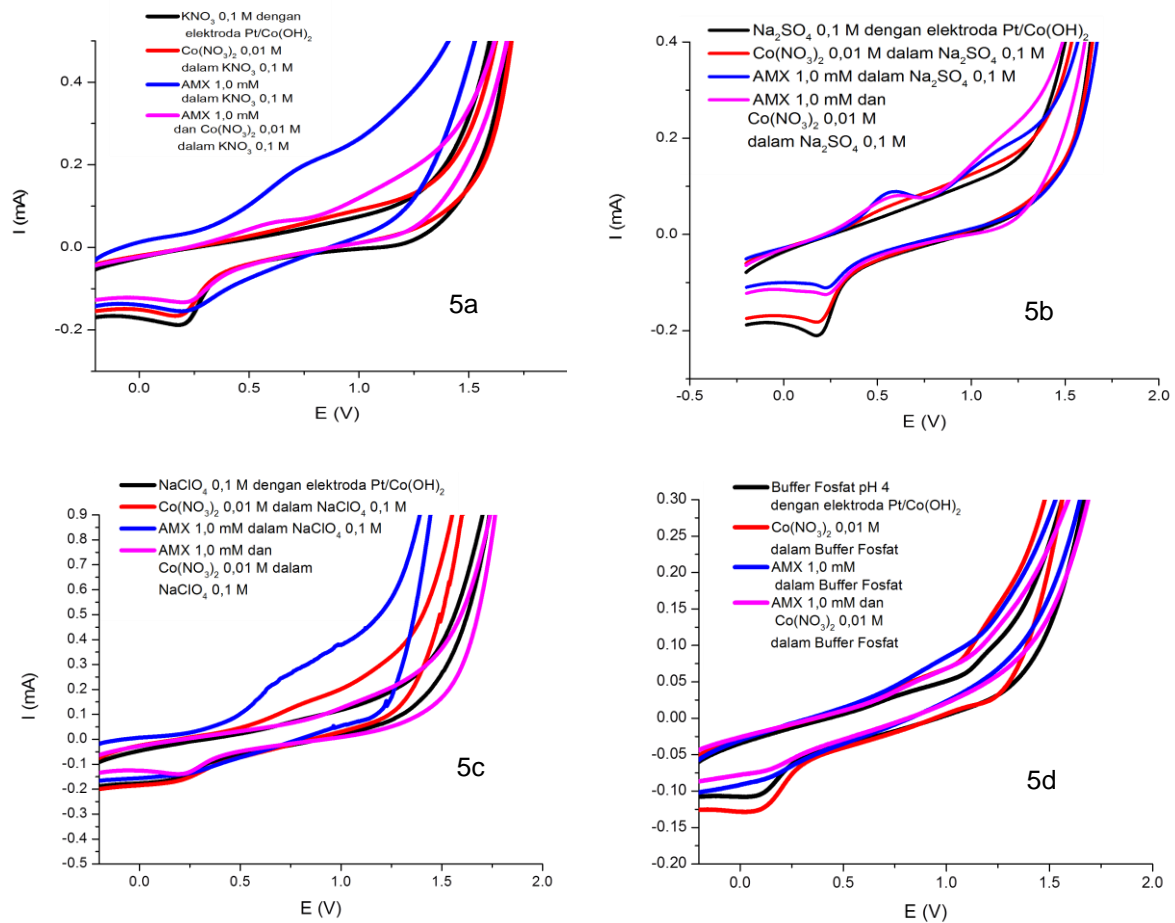 KNO₃ 0,1 M dengan
elektroda Pt/Co(OH)₂
Co(NO₃)₂ 0,01 M
dalam KNO₃ 0,1 M
AMX 1,0 mM
dalam KNO₃ 0,1 M
AMX 1,0 mM
dan Co(NO₃)₂ 0,01 M
dalam KNO₃ 0,1 M
0.4
0.2
0.0
-0.2
I (mA)
0.0 0.5 1.0 1.5
E (V)
5a
Na₂SO₄ 0,1 M dengan elektroda Pt/Co(OH)₂
Co(NO₃)₂ 0,01 M dalam Na₂SO₄ 0,1 M
AMX 1,0 mM dalam Na₂SO₄ 0,1 M
AMX 1,0 mM dan
Co(NO₃)₂ 0,01 M
dalam Na₂SO₄ 0,1 M
0.4
0.2
0.0
-0.2
I (mA)
-0.5 0.0 0.5 1.0 1.5 2.0
E (V)
5b
NaClO₄ 0,1 M dengan elektroda Pt/Co(OH)₂
Co(NO₃)₂ 0,01 M dalam NaClO₄ 0,1 M
AMX 1,0 mM dalam NaClO₄ 0,1 M
AMX 1,0 mM dan
Co(NO₃)₂ 0,01 M dalam
NaClO₄ 0,1 M
0.9
0.8
0.7
0.6
0.5
0.4
0.3
0.2
0.1
0.0
-0.1
-0.2
-0.3
-0.4
-0.5
I (mA)
0.0 0.5 1.0 1.5 2.0
E (V)
5c
Buffer Fosfat pH 4
dengan elektroda Pt/Co(OH)₂
Co(NO₃)₂ 0,01 M
dalam Buffer Fosfat
AMX 1,0 mM
dalam Buffer Fosfat
AMX 1,0 mM dan
Co(NO₃)₂ 0,01 M
dalam Buffer Fosfat
0.30
0.25
0.20
0.15
0.10
0.05
0.00
-0.05
-0.10
-0.15
-0.20
I (mA)
0.0 0.5 1.0 1.5 2.0
E (V)
5d